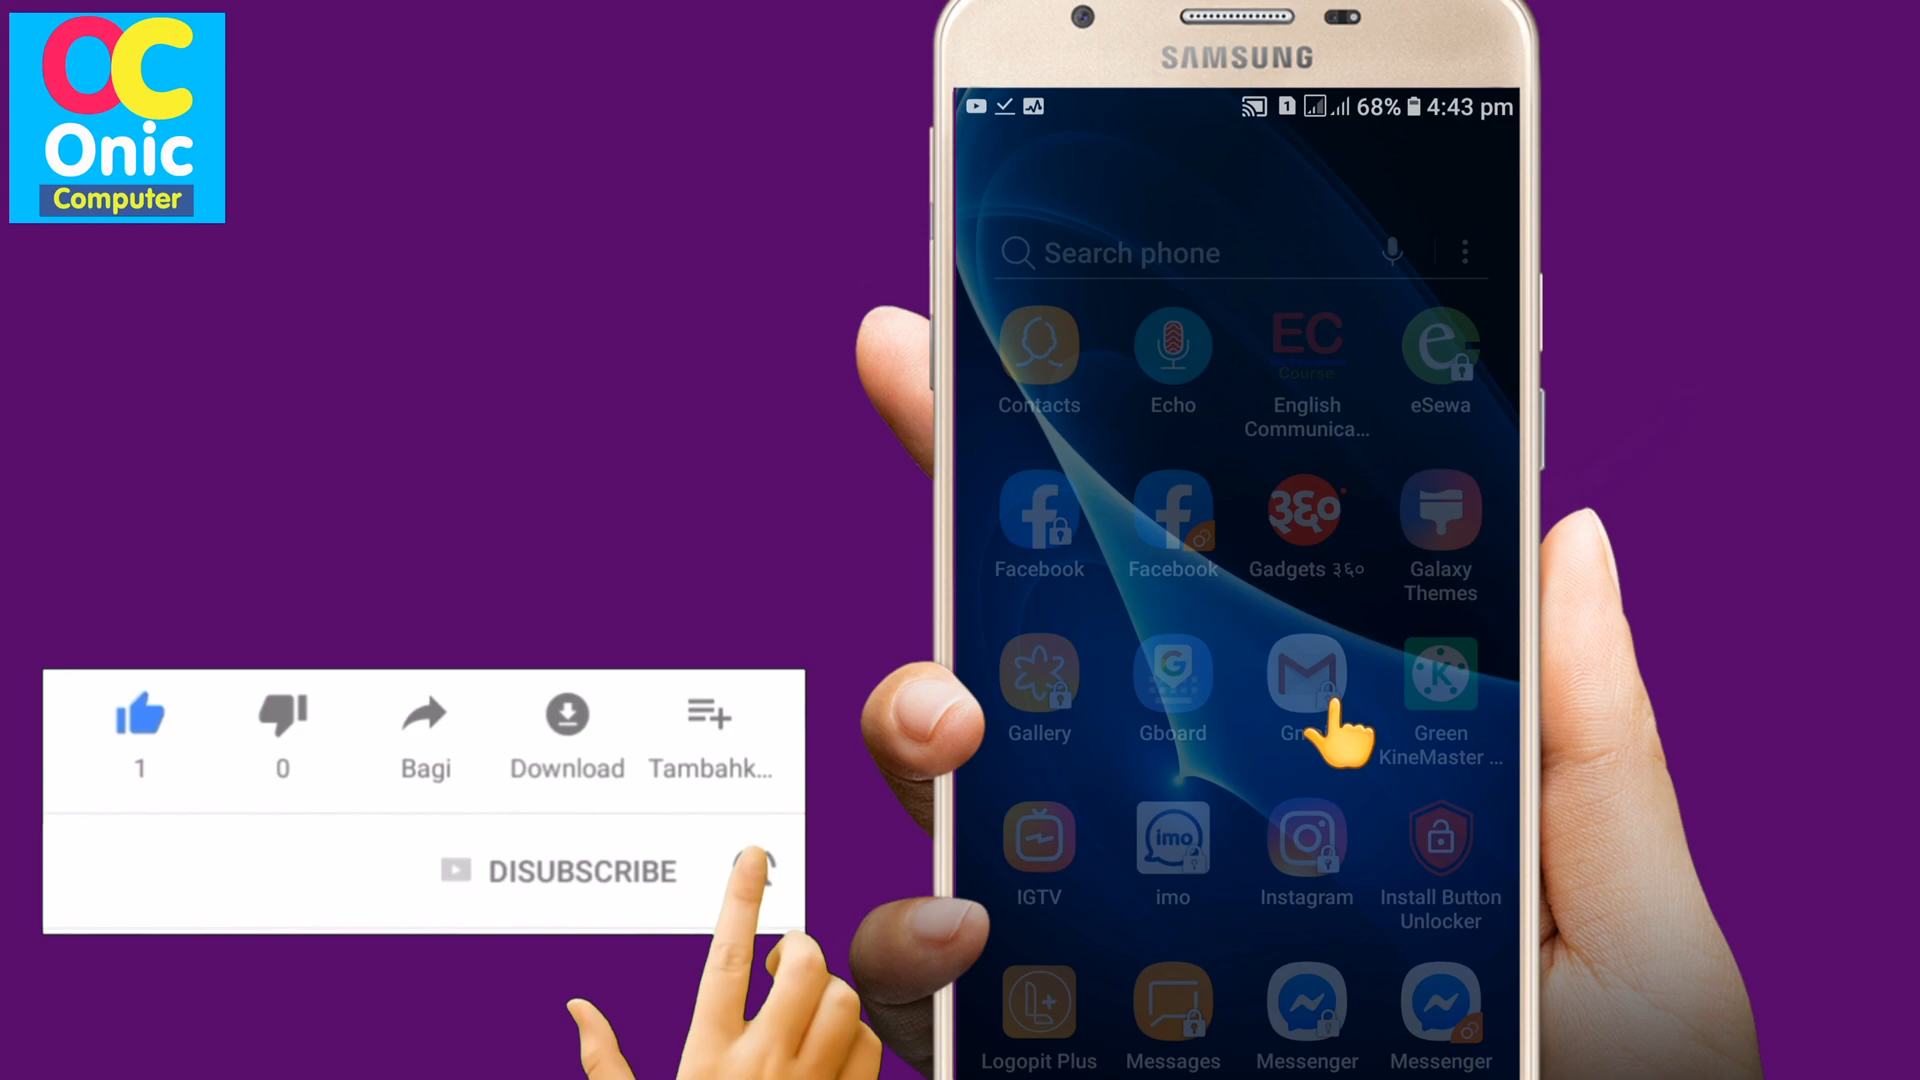 OC
Onic
Computer
SAMSUNG
1 68% 4:43 pm
Search phone
EC
Course
Contacts
Echo
English
Communica...
eSewa
३६०
Facebook
Facebook
Gadgets ३६०
Galaxy
Themes
Gallery
Gboard
Green
KineMaster ...
1
0
Bagi
Download
Tambahk...
DISUBSCRIBE
imo
IGTV
imo
Instagram
Install Button
Unlocker
Logopit Plus
Messages
Messenger
Messenger